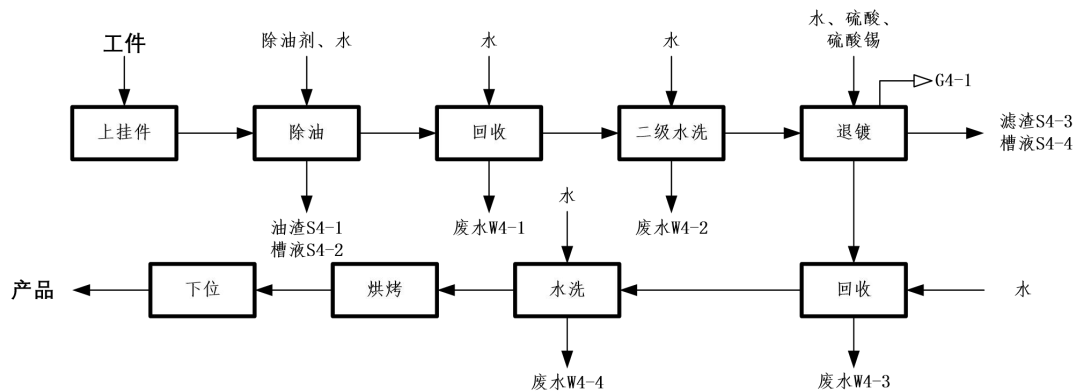 工件
除油剂、水
水
水
水、硫酸、
硫酸锡
G4-1
上挂件
除油
回收
二级水洗
退镀
滤渣S4-3
槽液S4-4
油渣S4-1
槽液S4-2
废水W4-1
水
废水W4-2
产品
下位
烘烤
水洗
回收
水
废水W4-4
废水W4-3